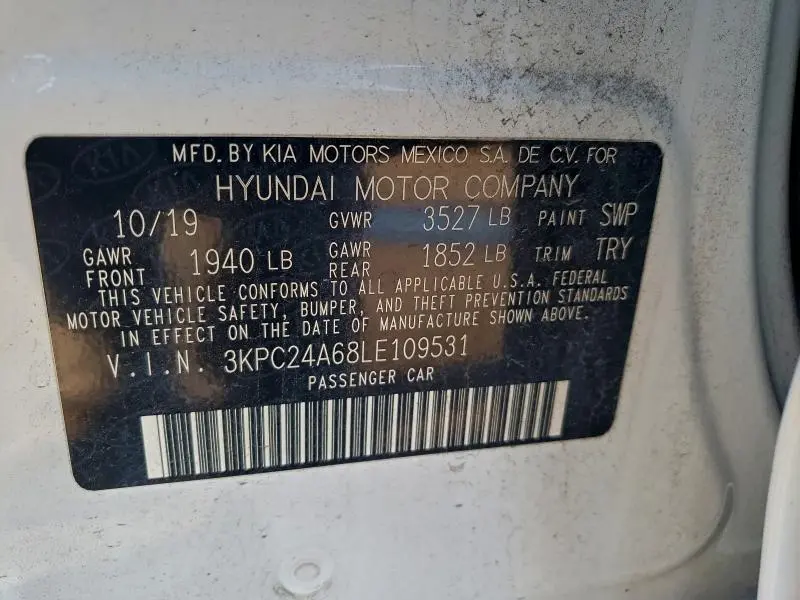 MFD. BY KIA MOTORS MEXICO S.A. DE C.V. FOR
HYUNDAI MOTOR COMPANY
10/19 GVWR 3527 LB PAINT SWP
GAWR FRONT 1940 LB GAWR REAR 1852 LB TRIM TRY
THIS VEHICLE CONFORMS TO ALL APPLICABLE U.S.A. FEDERAL
MOTOR VEHICLE SAFETY, BUMPER, AND THEFT PREVENTION STANDARDS
IN EFFECT ON THE DATE OF MANUFACTURE SHOWN ABOVE.
V.I.N. 3KPC24A68LE109531
PASSENGER CAR